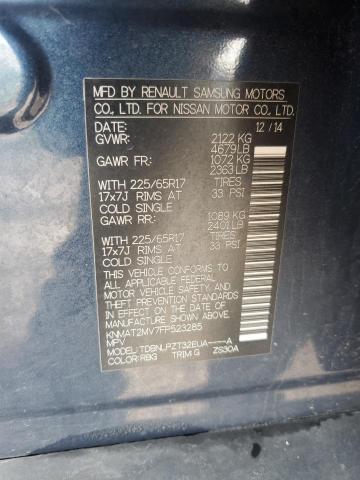 MFD BY RENAULT SAMSUNG MOTORS
CO., LTD. FOR NISSAN MOTOR CO., LTD.
DATE: 12 / 14
GVWR: 2122 KG
4679 LB
GAWR FR: 1072 KG
2363 LB
WITH 225/65R17 TIRES
17x7J RIMS AT 33 PSI
COLD SINGLE
GAWR RR: 1089 KG
2401 LB
WITH 225/65R17 TIRES
17x7J RIMS AT 33 PSI
COLD SINGLE
THIS VEHICLE CONFORMS TO
ALL APPLICABLE FEDERAL
MOTOR VEHICLE SAFETY AND
THEFT PREVENTION STANDARDS
IN EFFECT ON THE DATE OF
MANUFACTURE SHOWN ABOVE.
KNMAT2MV7FP523285
MPV
MODEL: TDBNLPZT32EUA----A
COLOR: RBG TRIM: G ZS30A